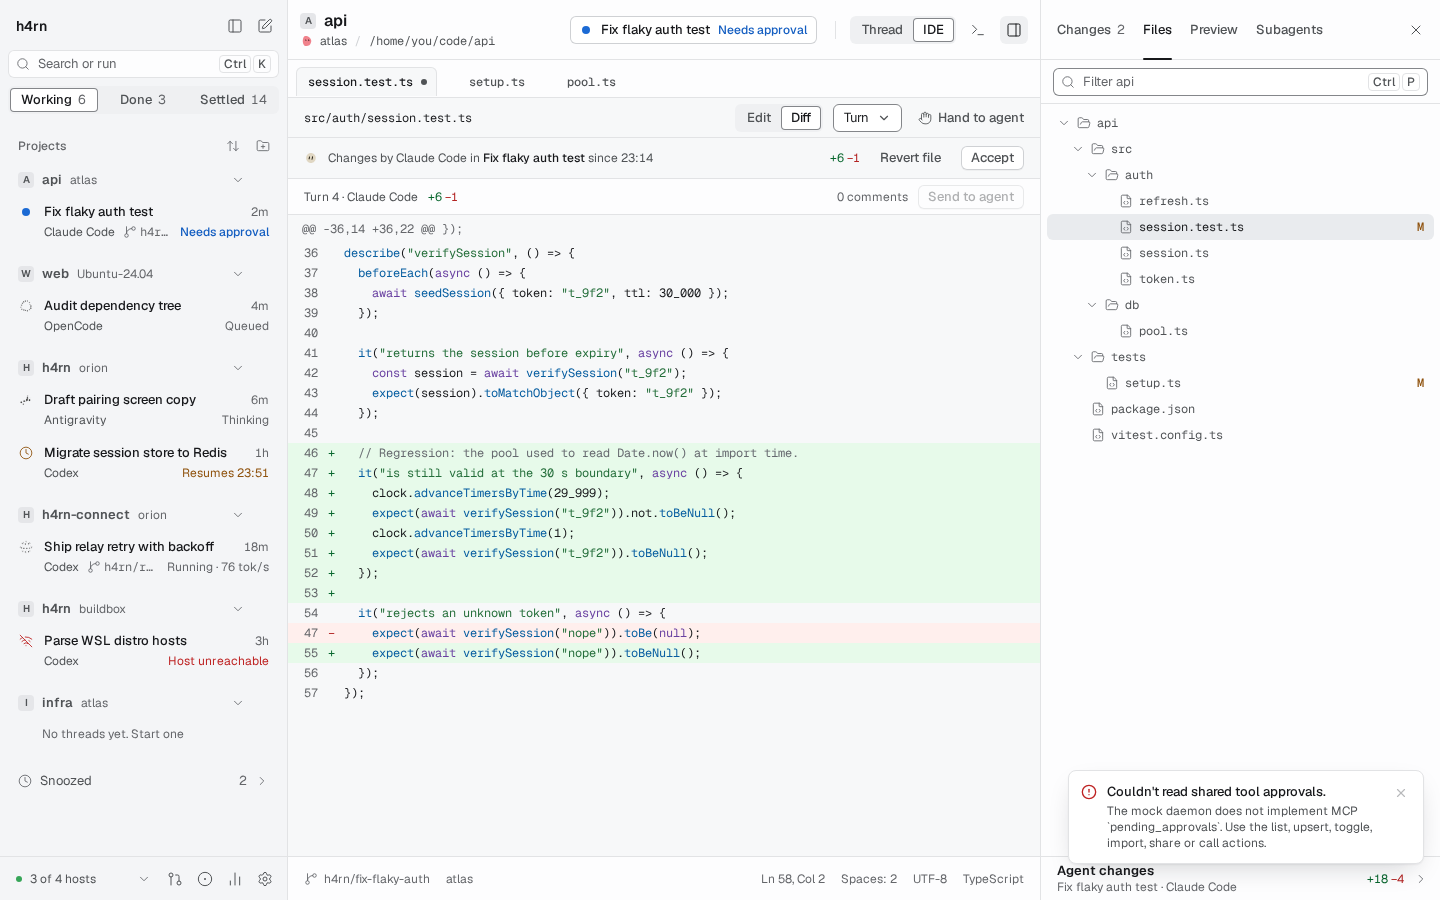 h4rn
Search or run Ctrl K
Working 6 Done 3 Settled 14
Projects
A api atlas
Fix flaky auth test 2m
Claude Code h4r... Needs approval
W web Ubuntu-24.04
Audit dependency tree 4m
OpenCode Queued
H h4rn orion
Draft pairing screen copy 6m
Antigravity Thinking
Migrate session store to Redis 1h
Codex Resumes 23:51
H h4rn-connect orion
Ship relay retry with backoff 18m
Codex h4rn/r... Running · 76 tok/s
H h4rn buildbox
Parse WSL distro hosts 3h
Codex Host unreachable
I infra atlas
No threads yet. Start one
Snoozed 2
3 of 4 hosts
A api
atlas / /home/you/code/api
Fix flaky auth test Needs approval
Thread IDE
session.test.ts setup.ts pool.ts
src/auth/session.test.ts Edit Diff Turn Hand to agent
Changes by Claude Code in Fix flaky auth test since 23:14 +6 −1 Revert file Accept
Turn 4 · Claude Code +6 −1 0 comments Send to agent
@@ -36,14 +36,22 @@ });
36 describe("verifySession", () => {
37 beforeEach(async () => {
38 await seedSession({ token: "t_9f2", ttl: 30_000 });
39 });
40
41 it("returns the session before expiry", async () => {
42 const session = await verifySession("t_9f2");
43 expect(session).toMatchObject({ token: "t_9f2" });
44 });
45
46 + // Regression: the pool used to read Date.now() at import time.
47 + it("is still valid at the 30 s boundary", async () => {
48 + clock.advanceTimersByTime(29_999);
49 + expect(await verifySession("t_9f2")).not.toBeNull();
50 + clock.advanceTimersByTime(1);
51 + expect(await verifySession("t_9f2")).toBeNull();
52 + });
53 +
54 it("rejects an unknown token", async () => {
47 − expect(await verifySession("nope")).toBe(null);
55 + expect(await verifySession("nope")).toBeNull();
56 });
57 });
h4rn/fix-flaky-auth atlas Ln 58, Col 2 Spaces: 2 UTF-8 TypeScript
Changes 2 Files Preview Subagents
Filter api Ctrl P
api
src
auth
refresh.ts
session.test.ts M
session.ts
token.ts
db
pool.ts
tests
setup.ts M
package.json
vitest.config.ts
Couldn't read shared tool approvals.
The mock daemon does not implement MCP
`pending_approvals`. Use the list, upsert, toggle,
import, share or call actions.
Agent changes
Fix flaky auth test · Claude Code +18 −4